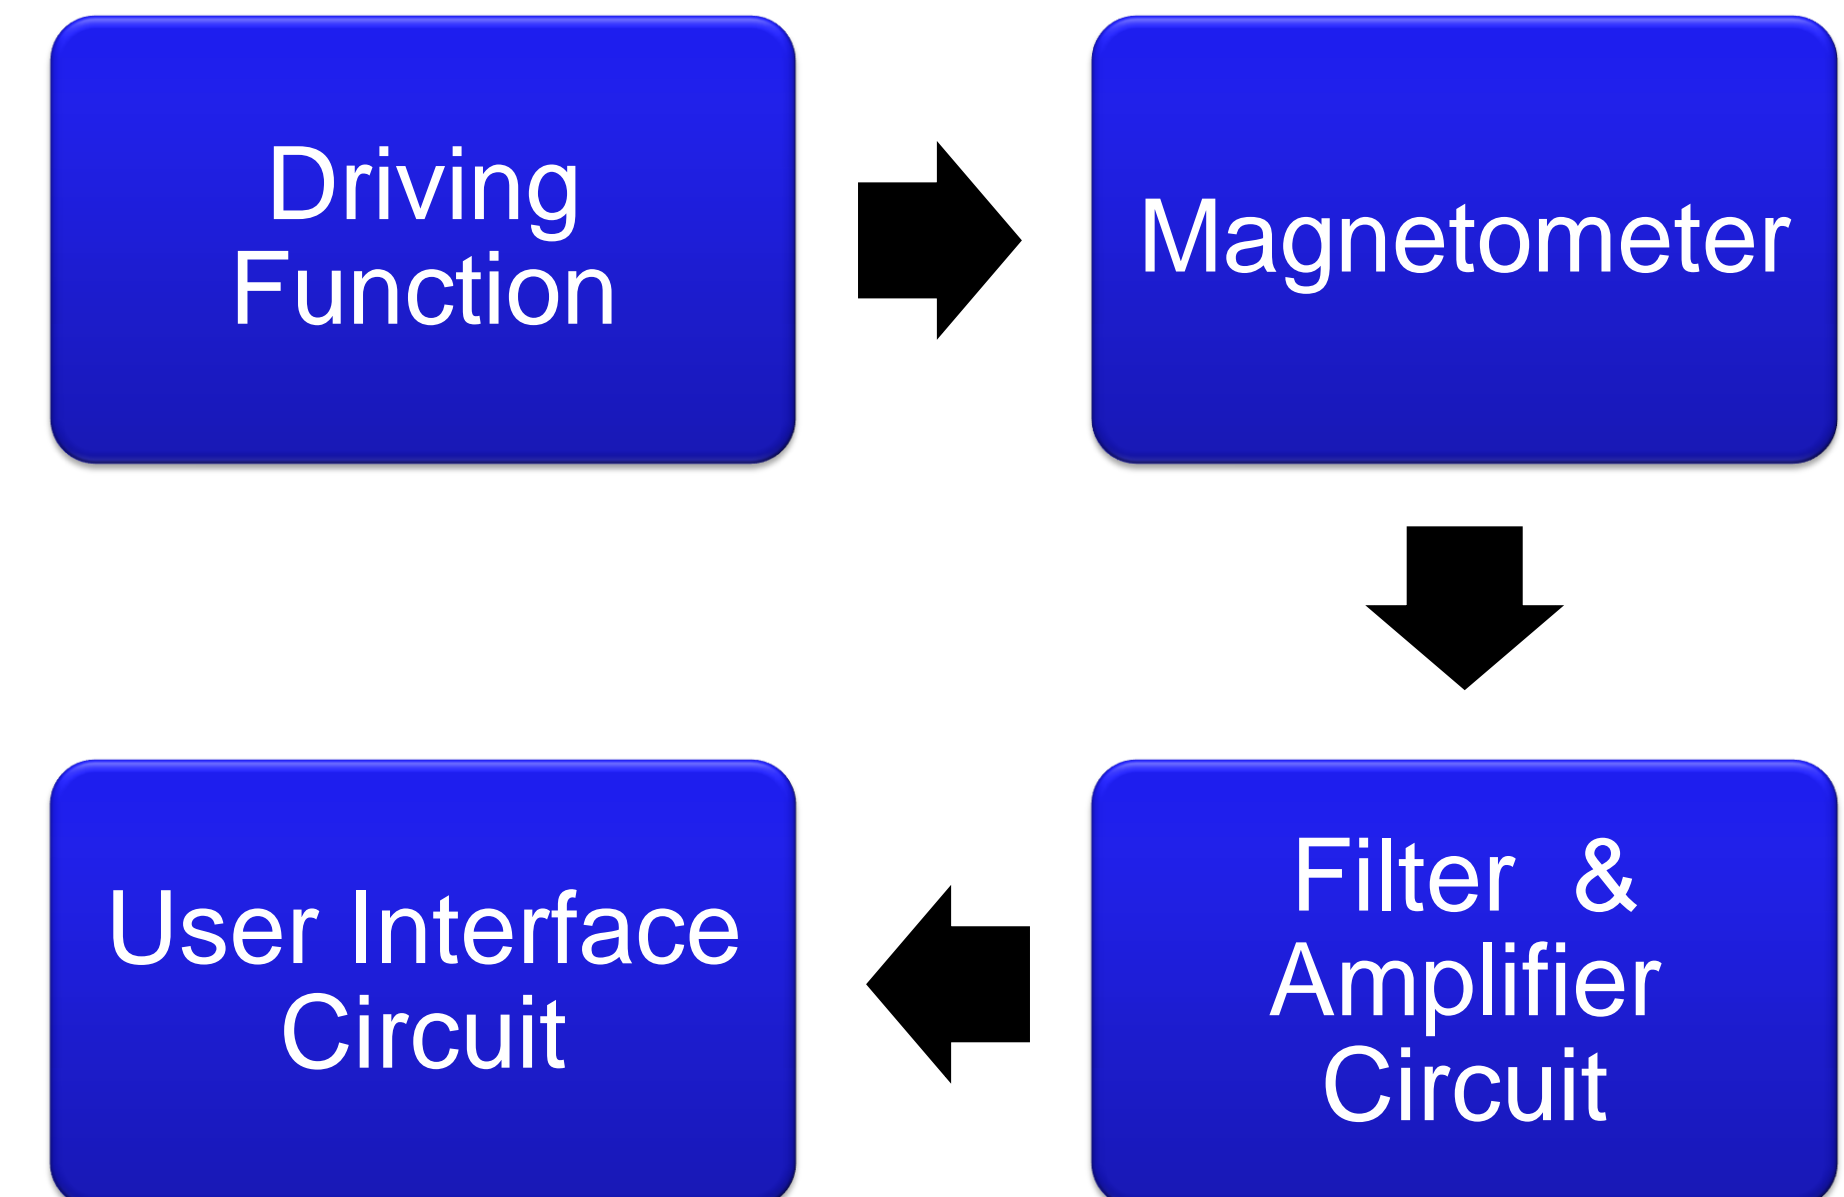 Driving
Function
Magnetometer
Filter & 
Amplifier
Circuit
User Interface
Circuit